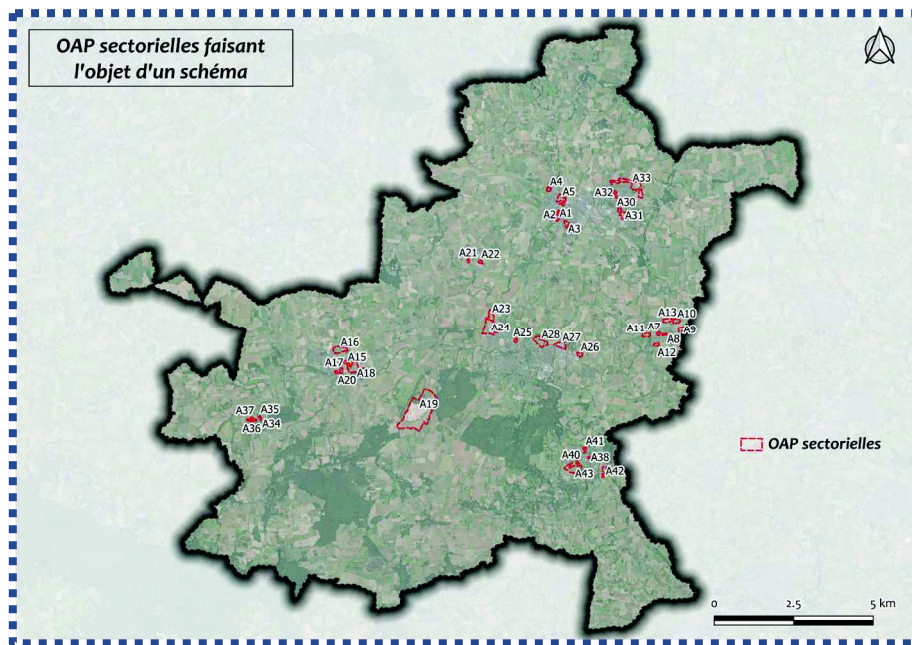 OAP sectorielles faisant
l'objet d'un schéma
A4
A5
A33
A32
A30
A2
A1
A31
A3
A21
A22
A23
A24
A25
A28
A27
A26
A13
A10
A11
A7
A9
A8
A12
A16
A15
A17
A18
A20
A19
A37
A35
A34
A36
A41
A40
A38
A43
A42
OAP sectorielles
0
2.5
5 km